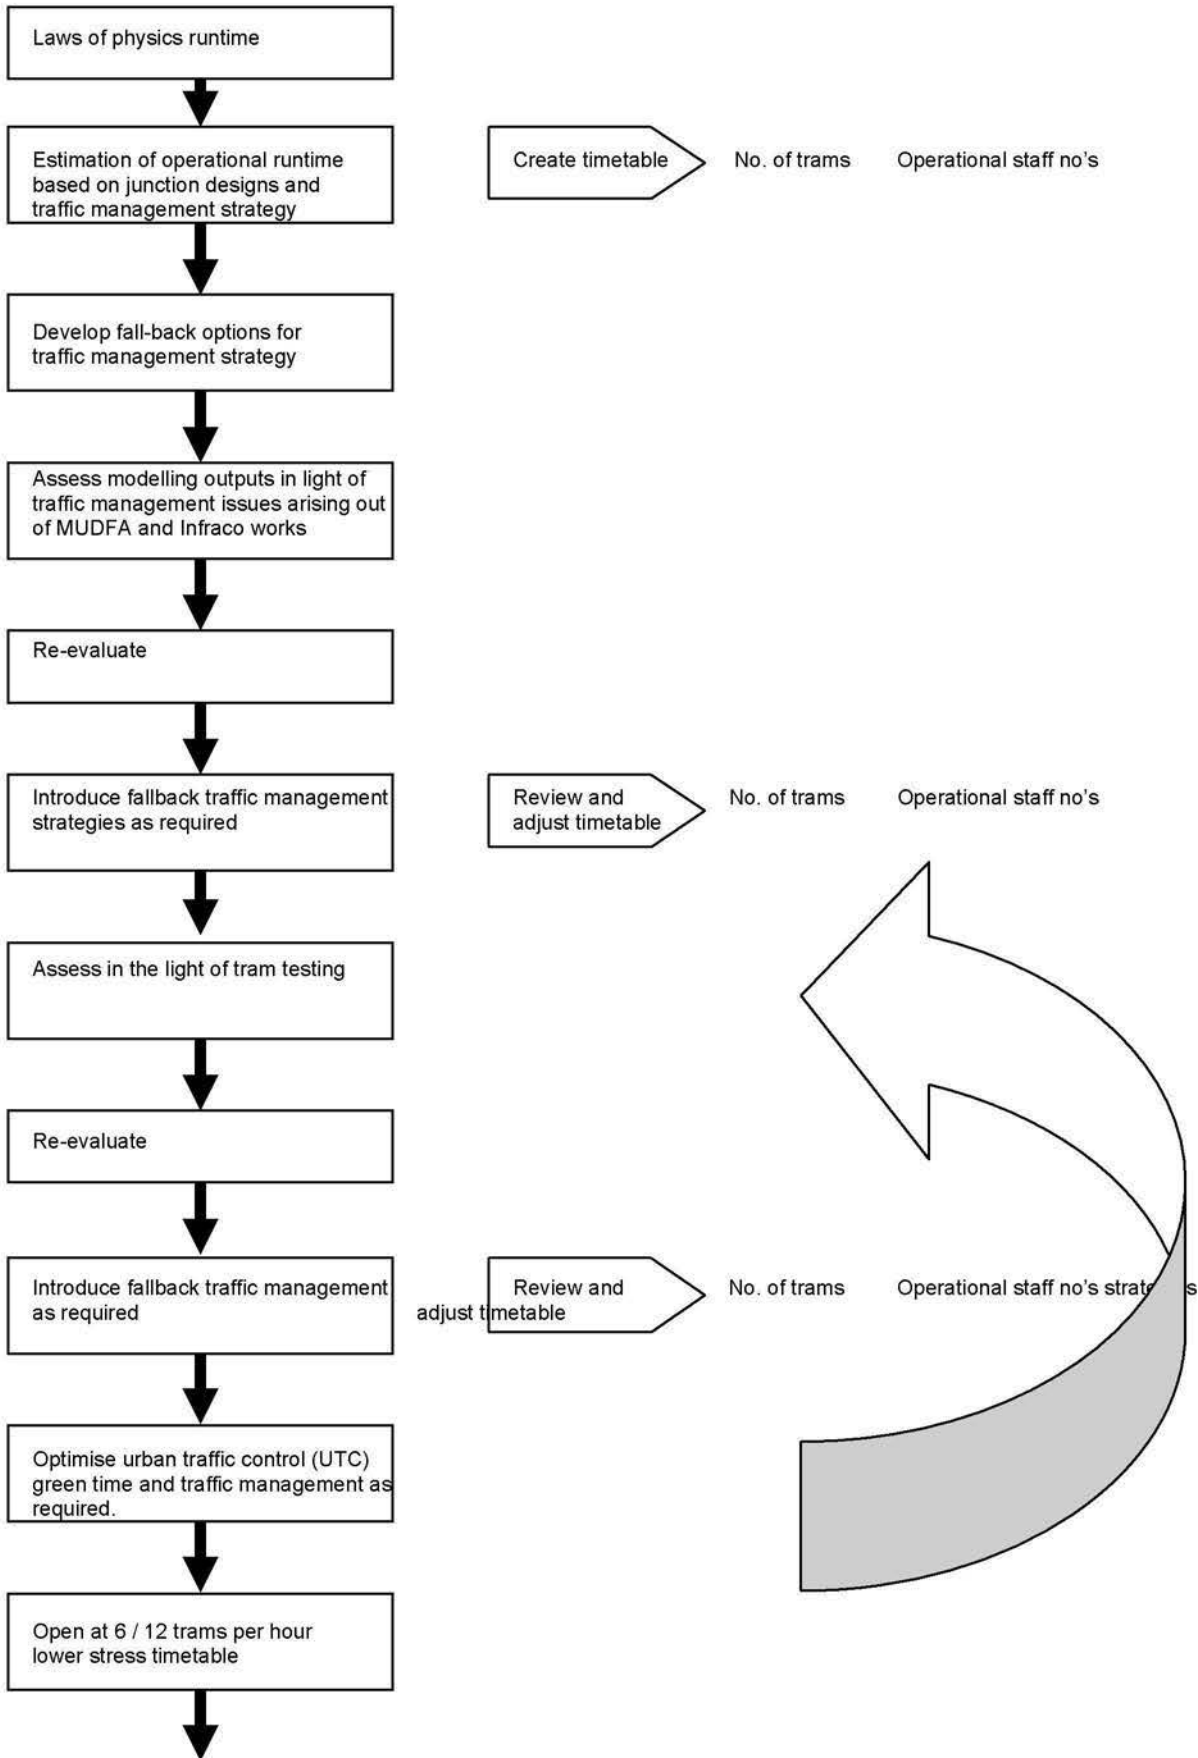 Laws of physics runtime
Estimation of operational runtime
based on junction designs and
traffic management strategy
Create timetable
No. of trams
Operational staff no's
Develop fall-back options for
traffic management strategy
Assess modelling outputs in light of
traffic management issues arising out
of MUDFA and Infraco works
Re-evaluate
Introduce fallback traffic management
strategies as required
Review and
adjust timetable
No. of trams
Operational staff no's
Assess in the light of tram testing
Re-evaluate
Introduce fallback traffic management
as required
Review and
adjust timetable
No. of trams
Operational staff no's
Optimise urban traffic control (UTC)
green time and traffic management as
required.
Open at 6 / 12 trams per hour
lower stress timetable